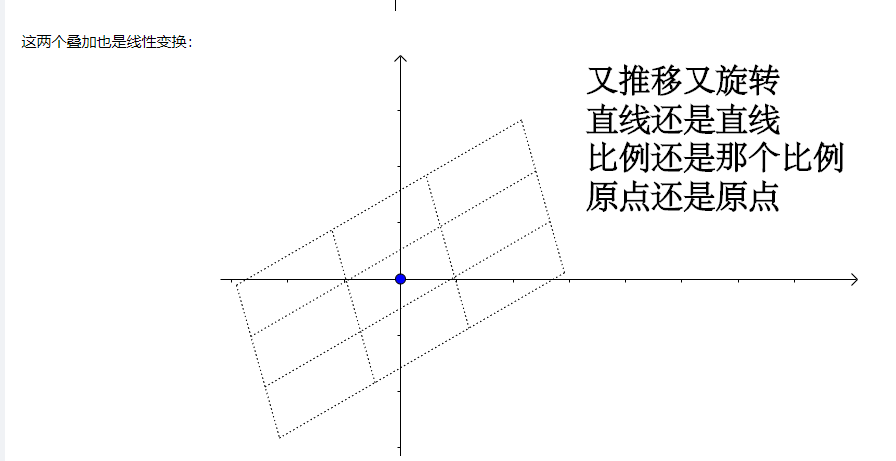 这两个叠加也是线性变换：
又推移又旋转
直线还是直线
比例还是那个比例
原点还是原点